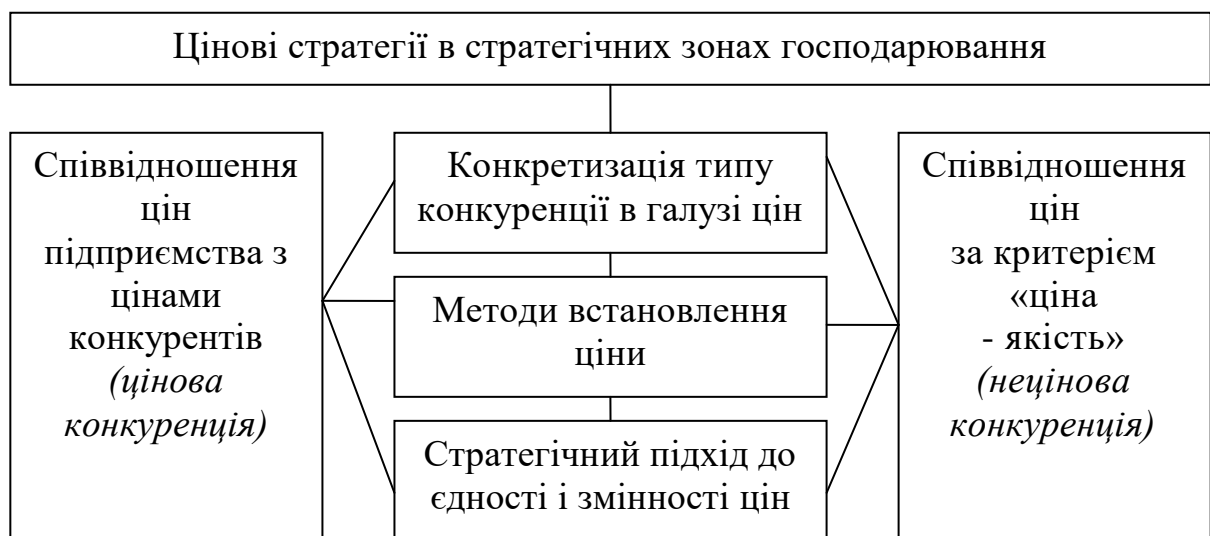 Цінові стратегії в стратегічних зонах господарювання
Співвідношення
цін
підприємства з
цінами
конкурентів
(цінова
конкуренція)
Конкретизація типу
конкуренції в галузі цін
Методи встановлення
ціни
Стратегічний підхід до
єдності і змінності цін
Співвідношення
цін
за критерієм
«ціна
- якість»
(нецінова
конкуренція)